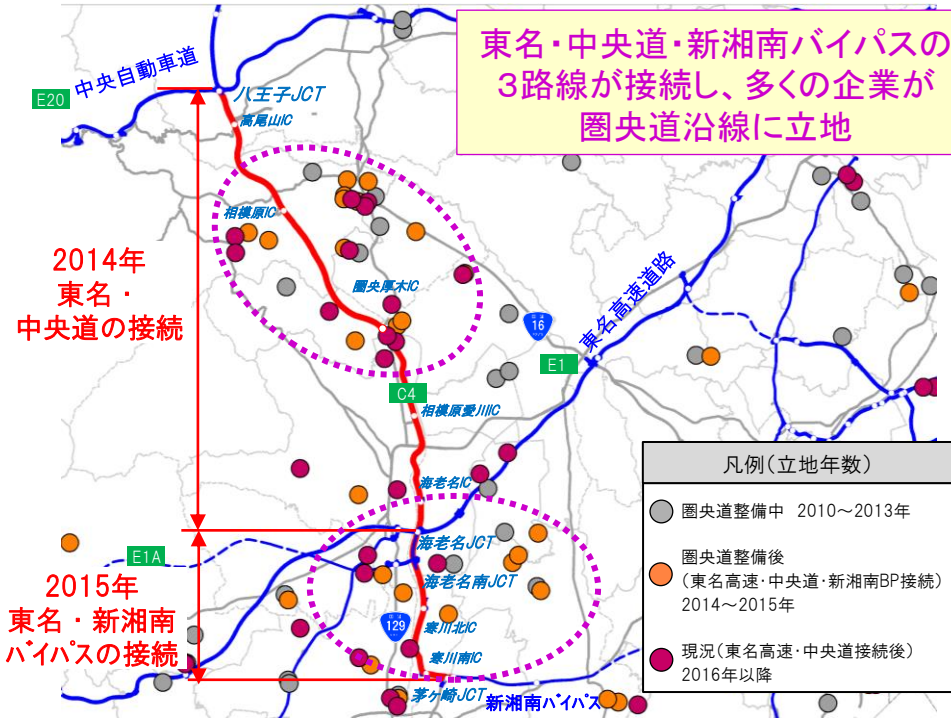 東名・中央道・新湘南バイパスの
３路線が接続し、多くの企業が
圏央道沿線に立地
中央自動車道
E20
八王子JCT
高尾山IC
相模原IC
2014年
東名・
中央道の接続
圏央厚木IC
東名高速道路
16
E1
C4
相模原愛川IC
海老名IC
海老名JCT
E1A
海老名南JCT
2015年
東名・新湘南
バイパスの接続
129
寒川北IC
寒川南IC
茅ヶ崎JCT
新湘南バイパス
凡例(立地年数)
圏央道整備中 2010～2013年
圏央道整備後
(東名高速・中央道・新湘南BP接続)
2014～2015年
現況(東名高速・中央道接続後)
2016年以降